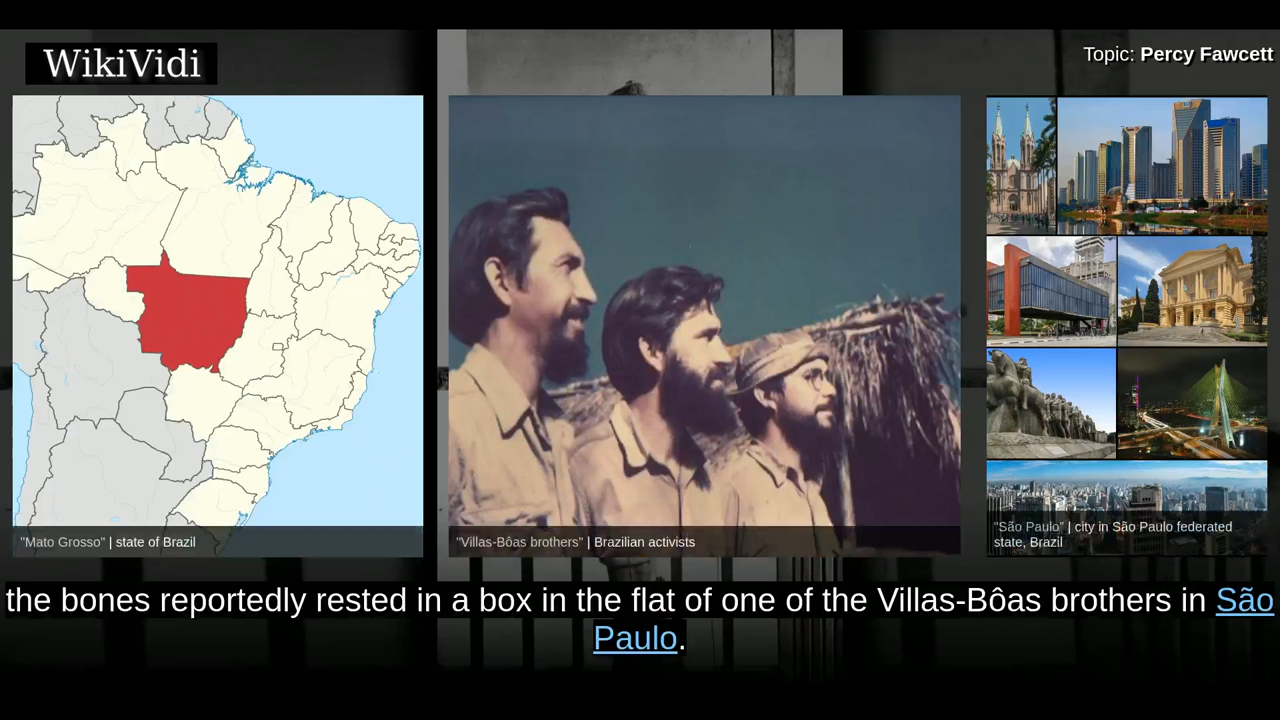 WikiVidi
Topic: Percy Fawcett
"Mato Grosso" | state of Brazil
"Villas-Bôas brothers" | Brazilian activists
"São Paulo" | city in São Paulo federated
state, Brazil
the bones reportedly rested in a box in the flat of one of the Villas-Bôas brothers in São
Paulo.